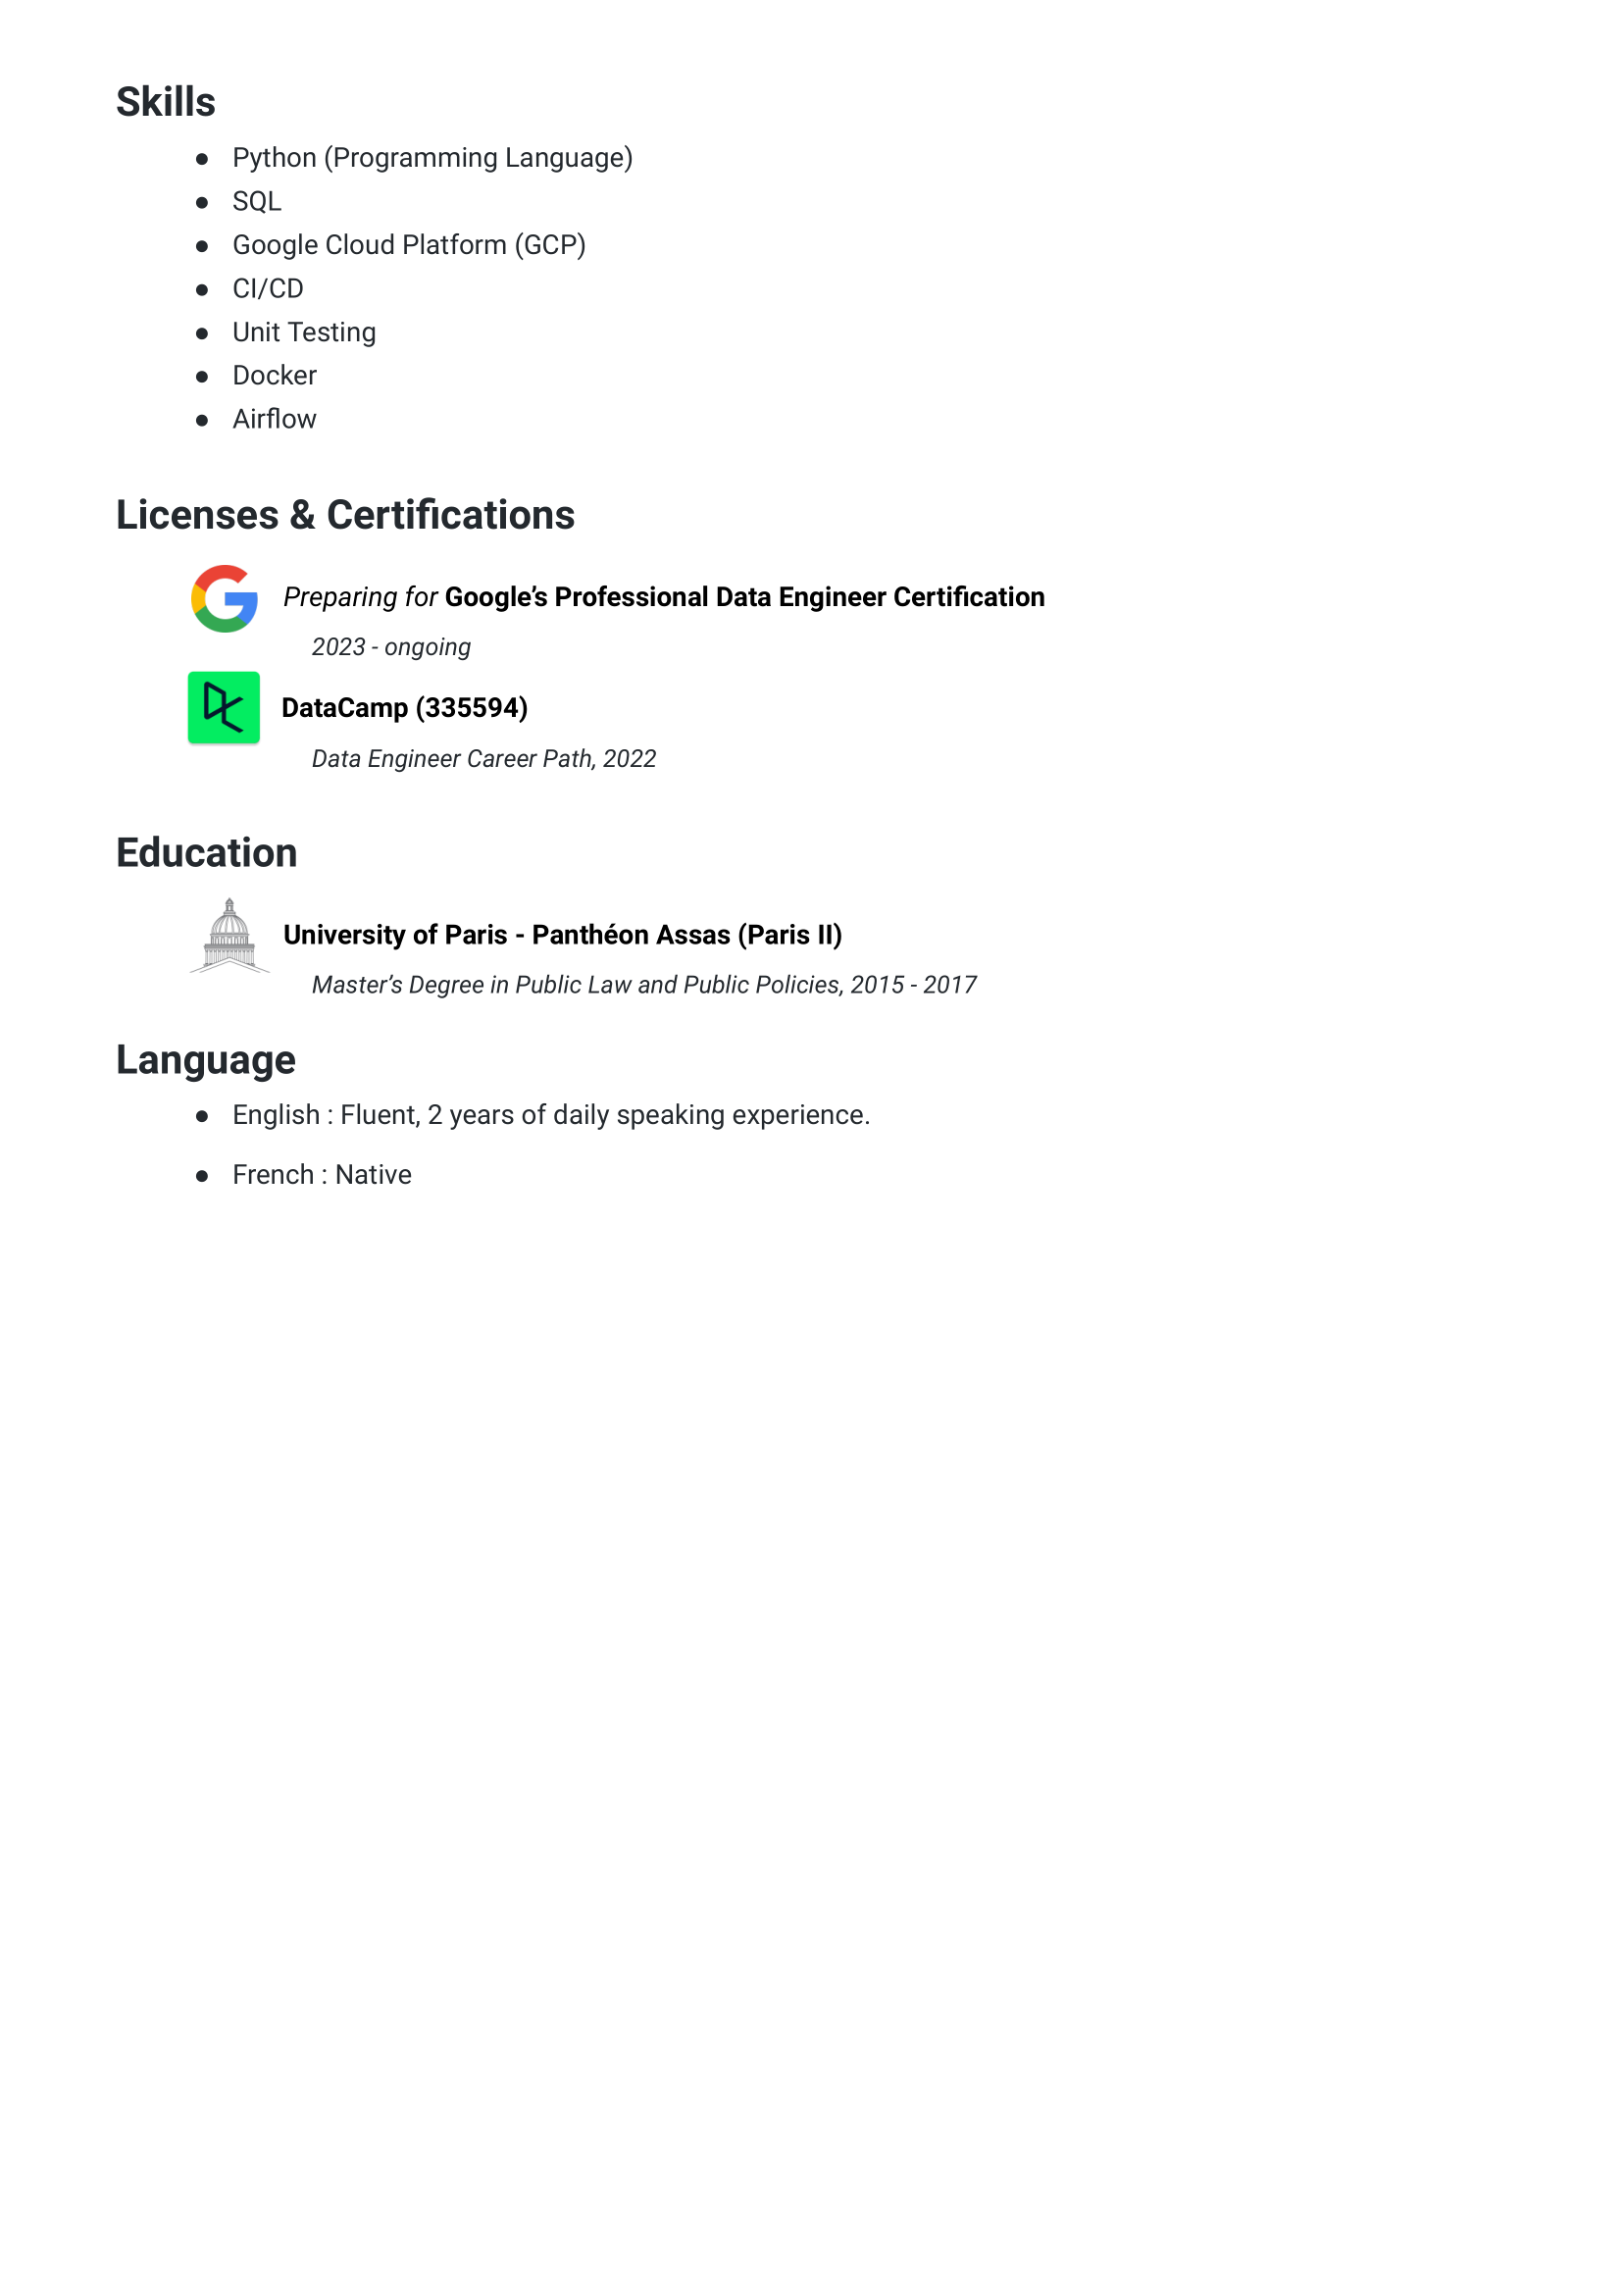 Skills
● Python (Programming Language)
● SQL
● Google Cloud Platform (GCP)
● CI/CD
● Unit Testing
● Docker
● Airflow
Licenses & Certifications
Preparing for Google’s Professional Data Engineer Certification
2023 - ongoing
DataCamp (335594)
Data Engineer Career Path, 2022
Education
University of Paris - Panthéon Assas (Paris II)
Master’s Degree in Public Law and Public Policies, 2015 - 2017
Language
● English : Fluent, 2 years of daily speaking experience.
● French : Native